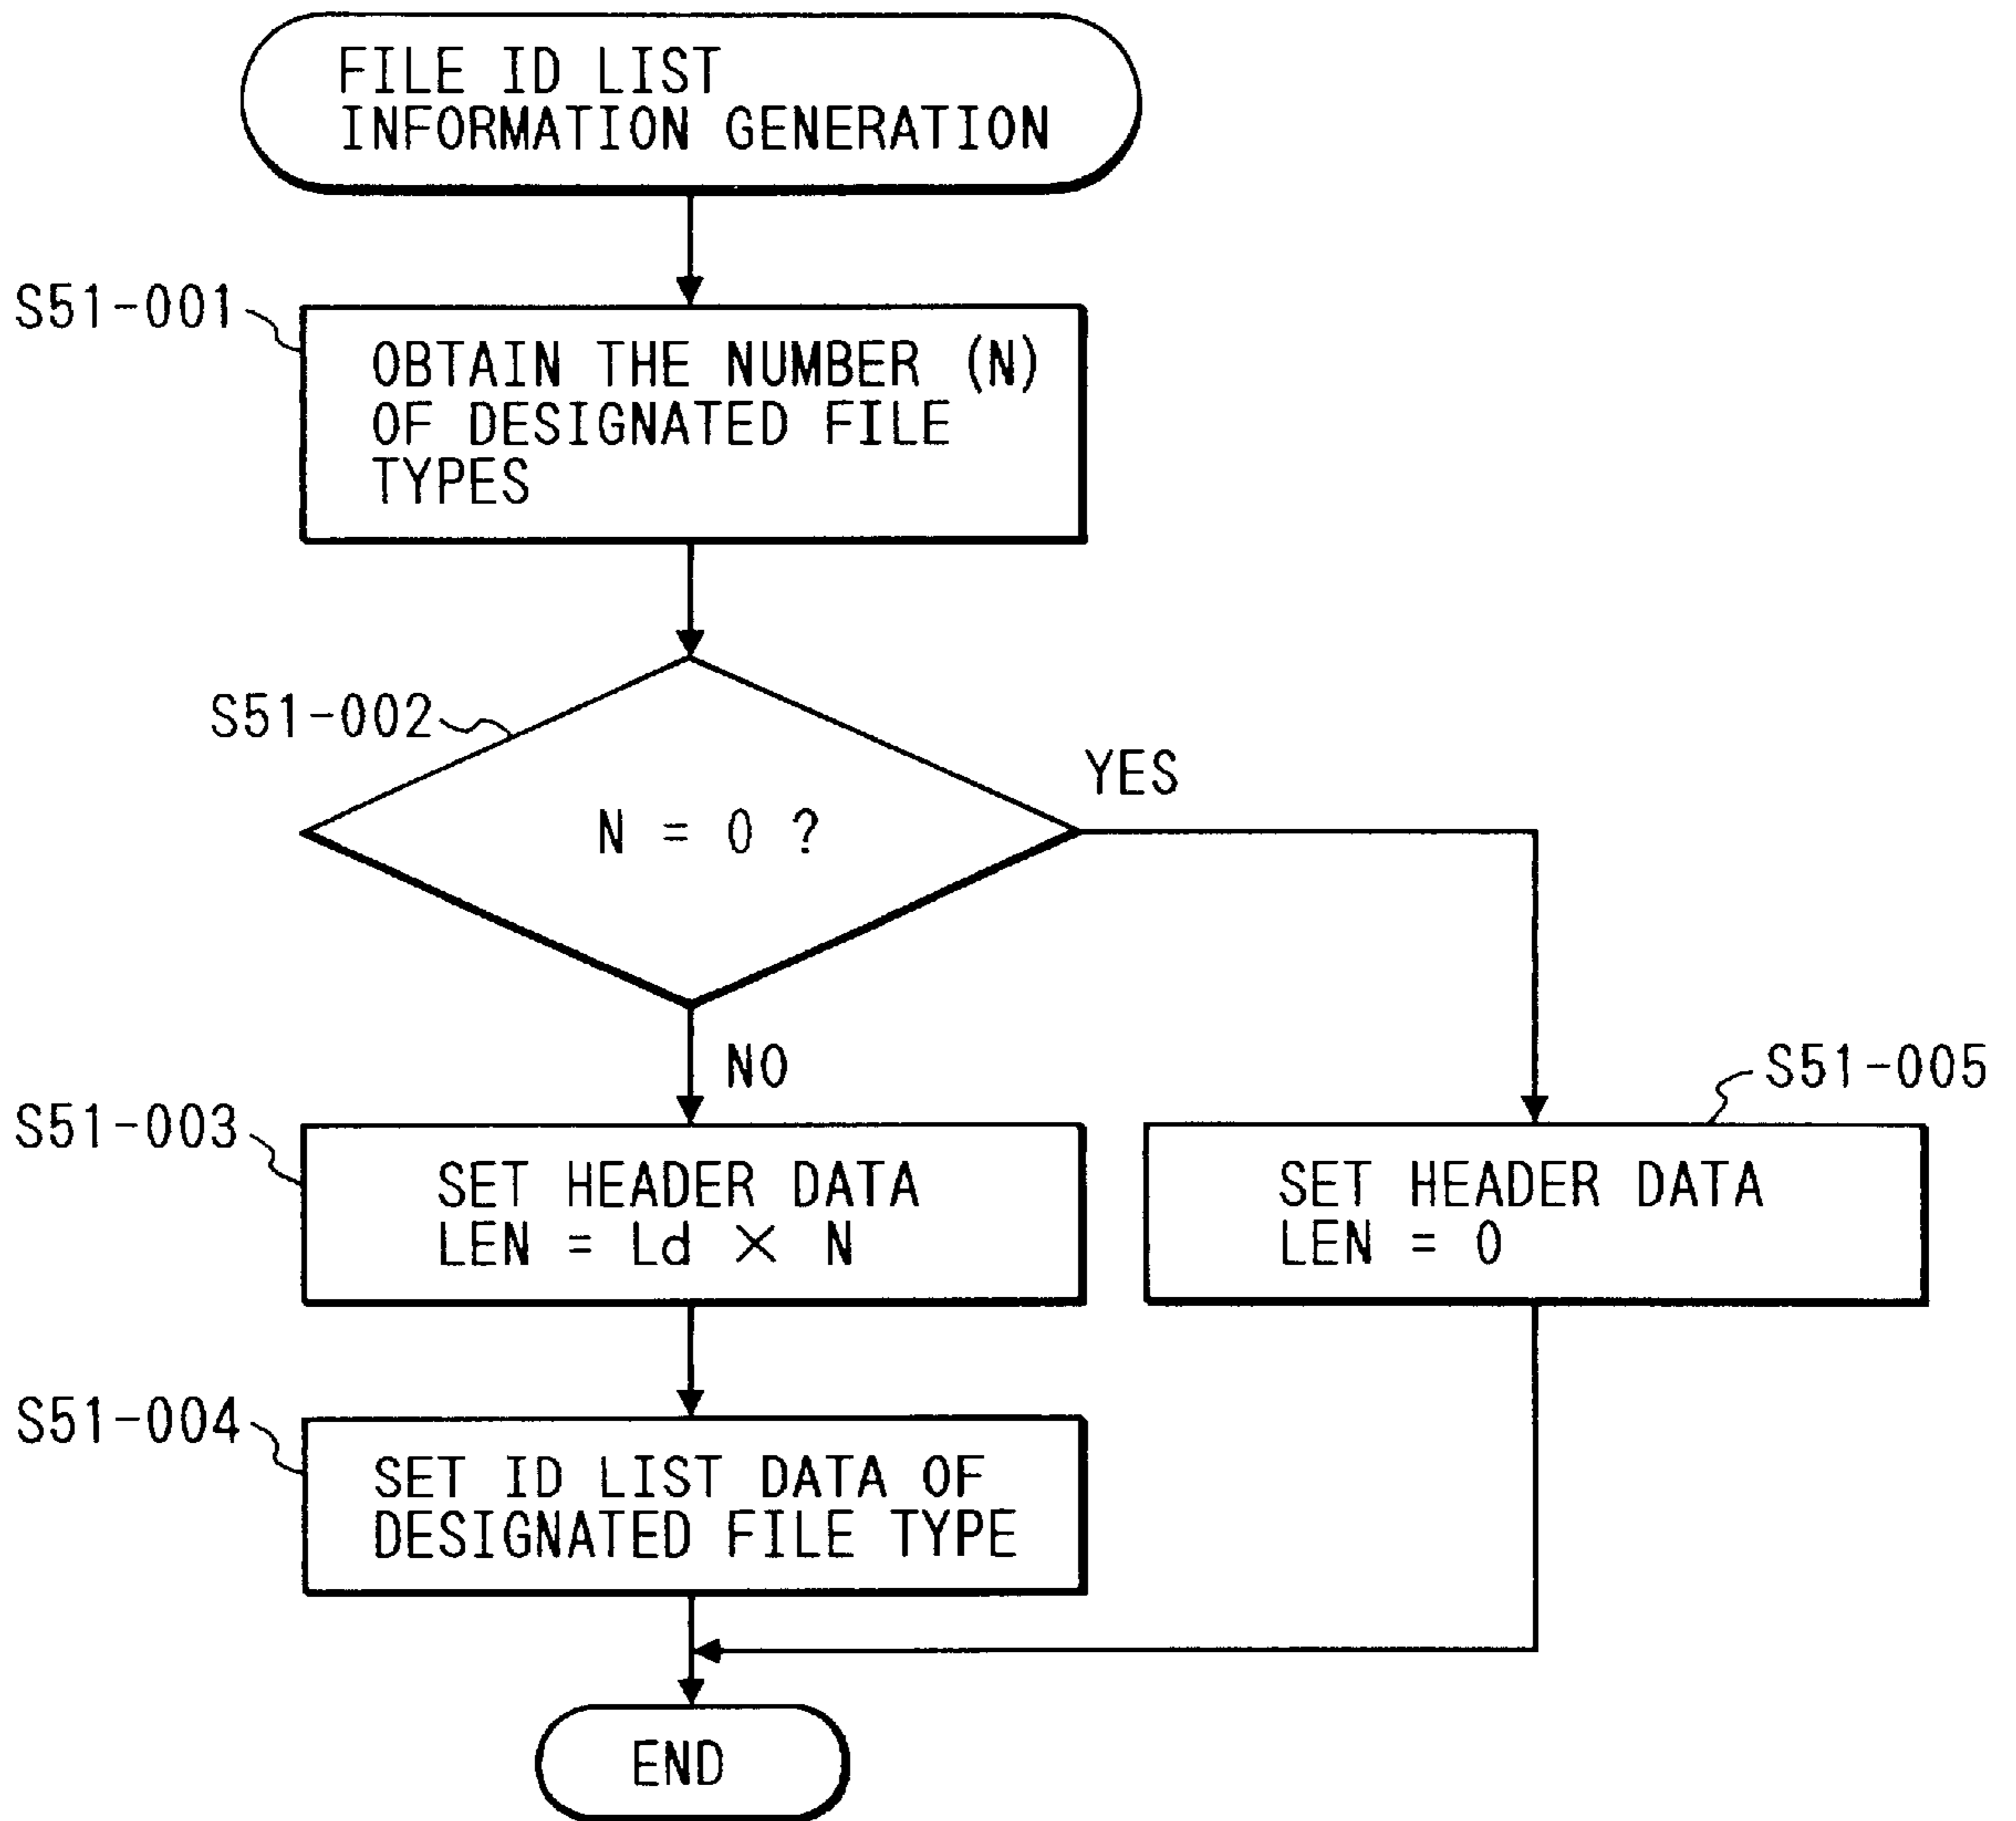 FILE ID LIST
INFORMATION GENERATION
S51-001
OBTAIN THE NUMBER (N)
OF DESIGNATED FILE
TYPES
S51-002
N = 0 ?
YES
NO
S51-003
SET HEADER DATA
LEN = Ld × N
S51-005
SET HEADER DATA
LEN = 0
S51-004
SET ID LIST DATA OF
DESIGNATED FILE TYPE
END